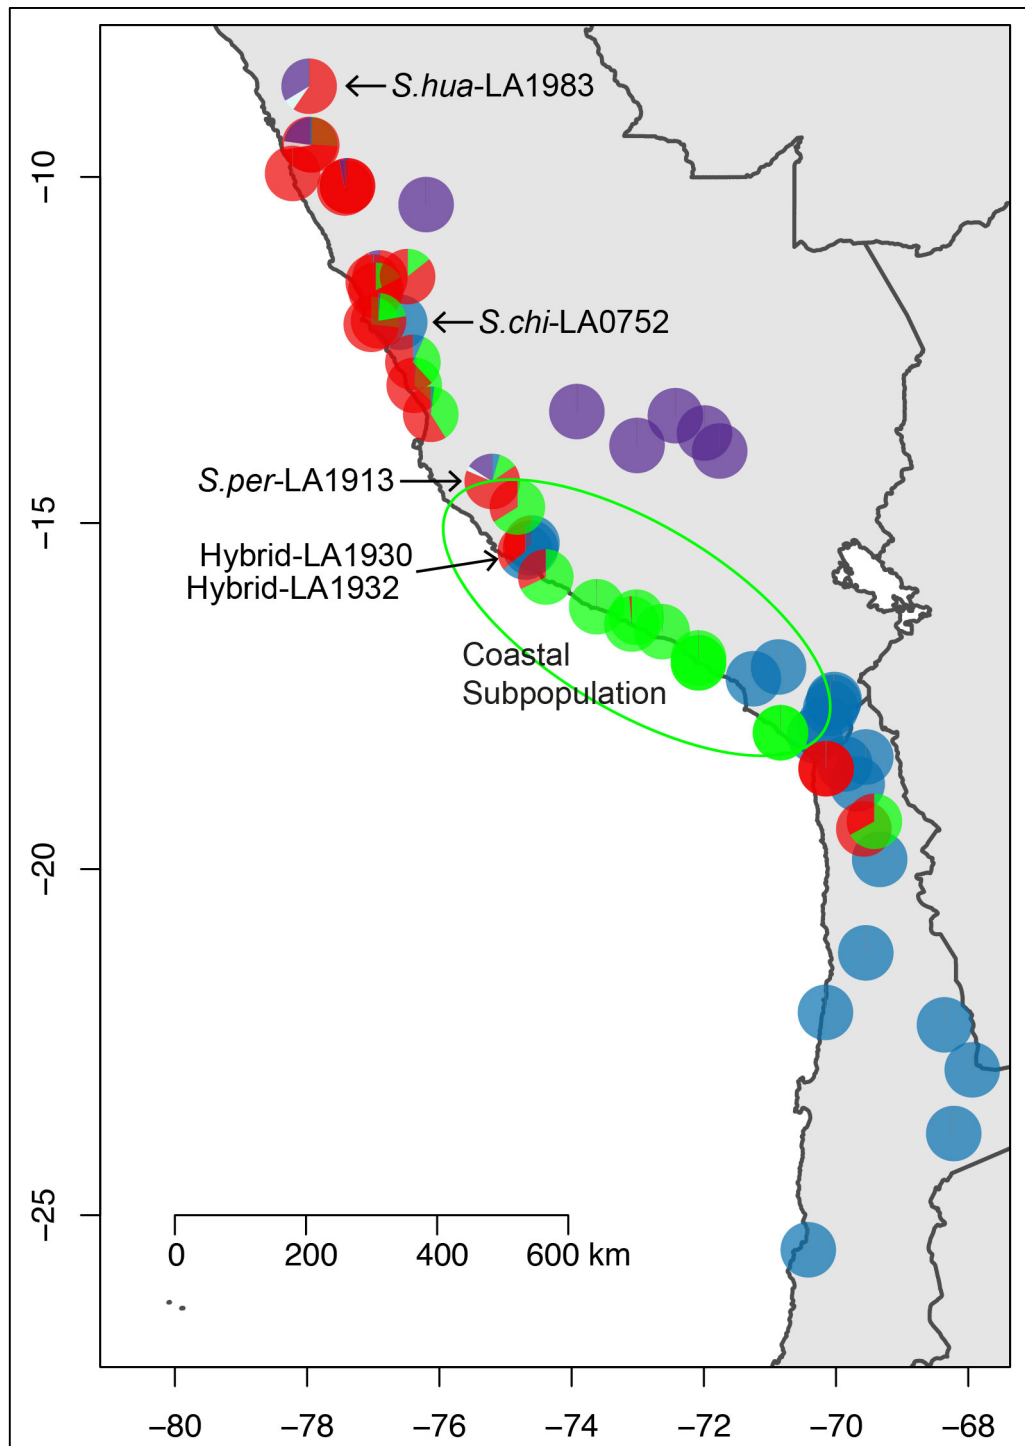 S.hua-LA1983
−10
S.chi-LA0752
S.per-LA1913
−15
Hybrid-LA1930
Hybrid-LA1932
Coastal
Subpopulation
−20
−25
0 200 400 600 km
−80 −78 −76 −74 −72 −70 −68